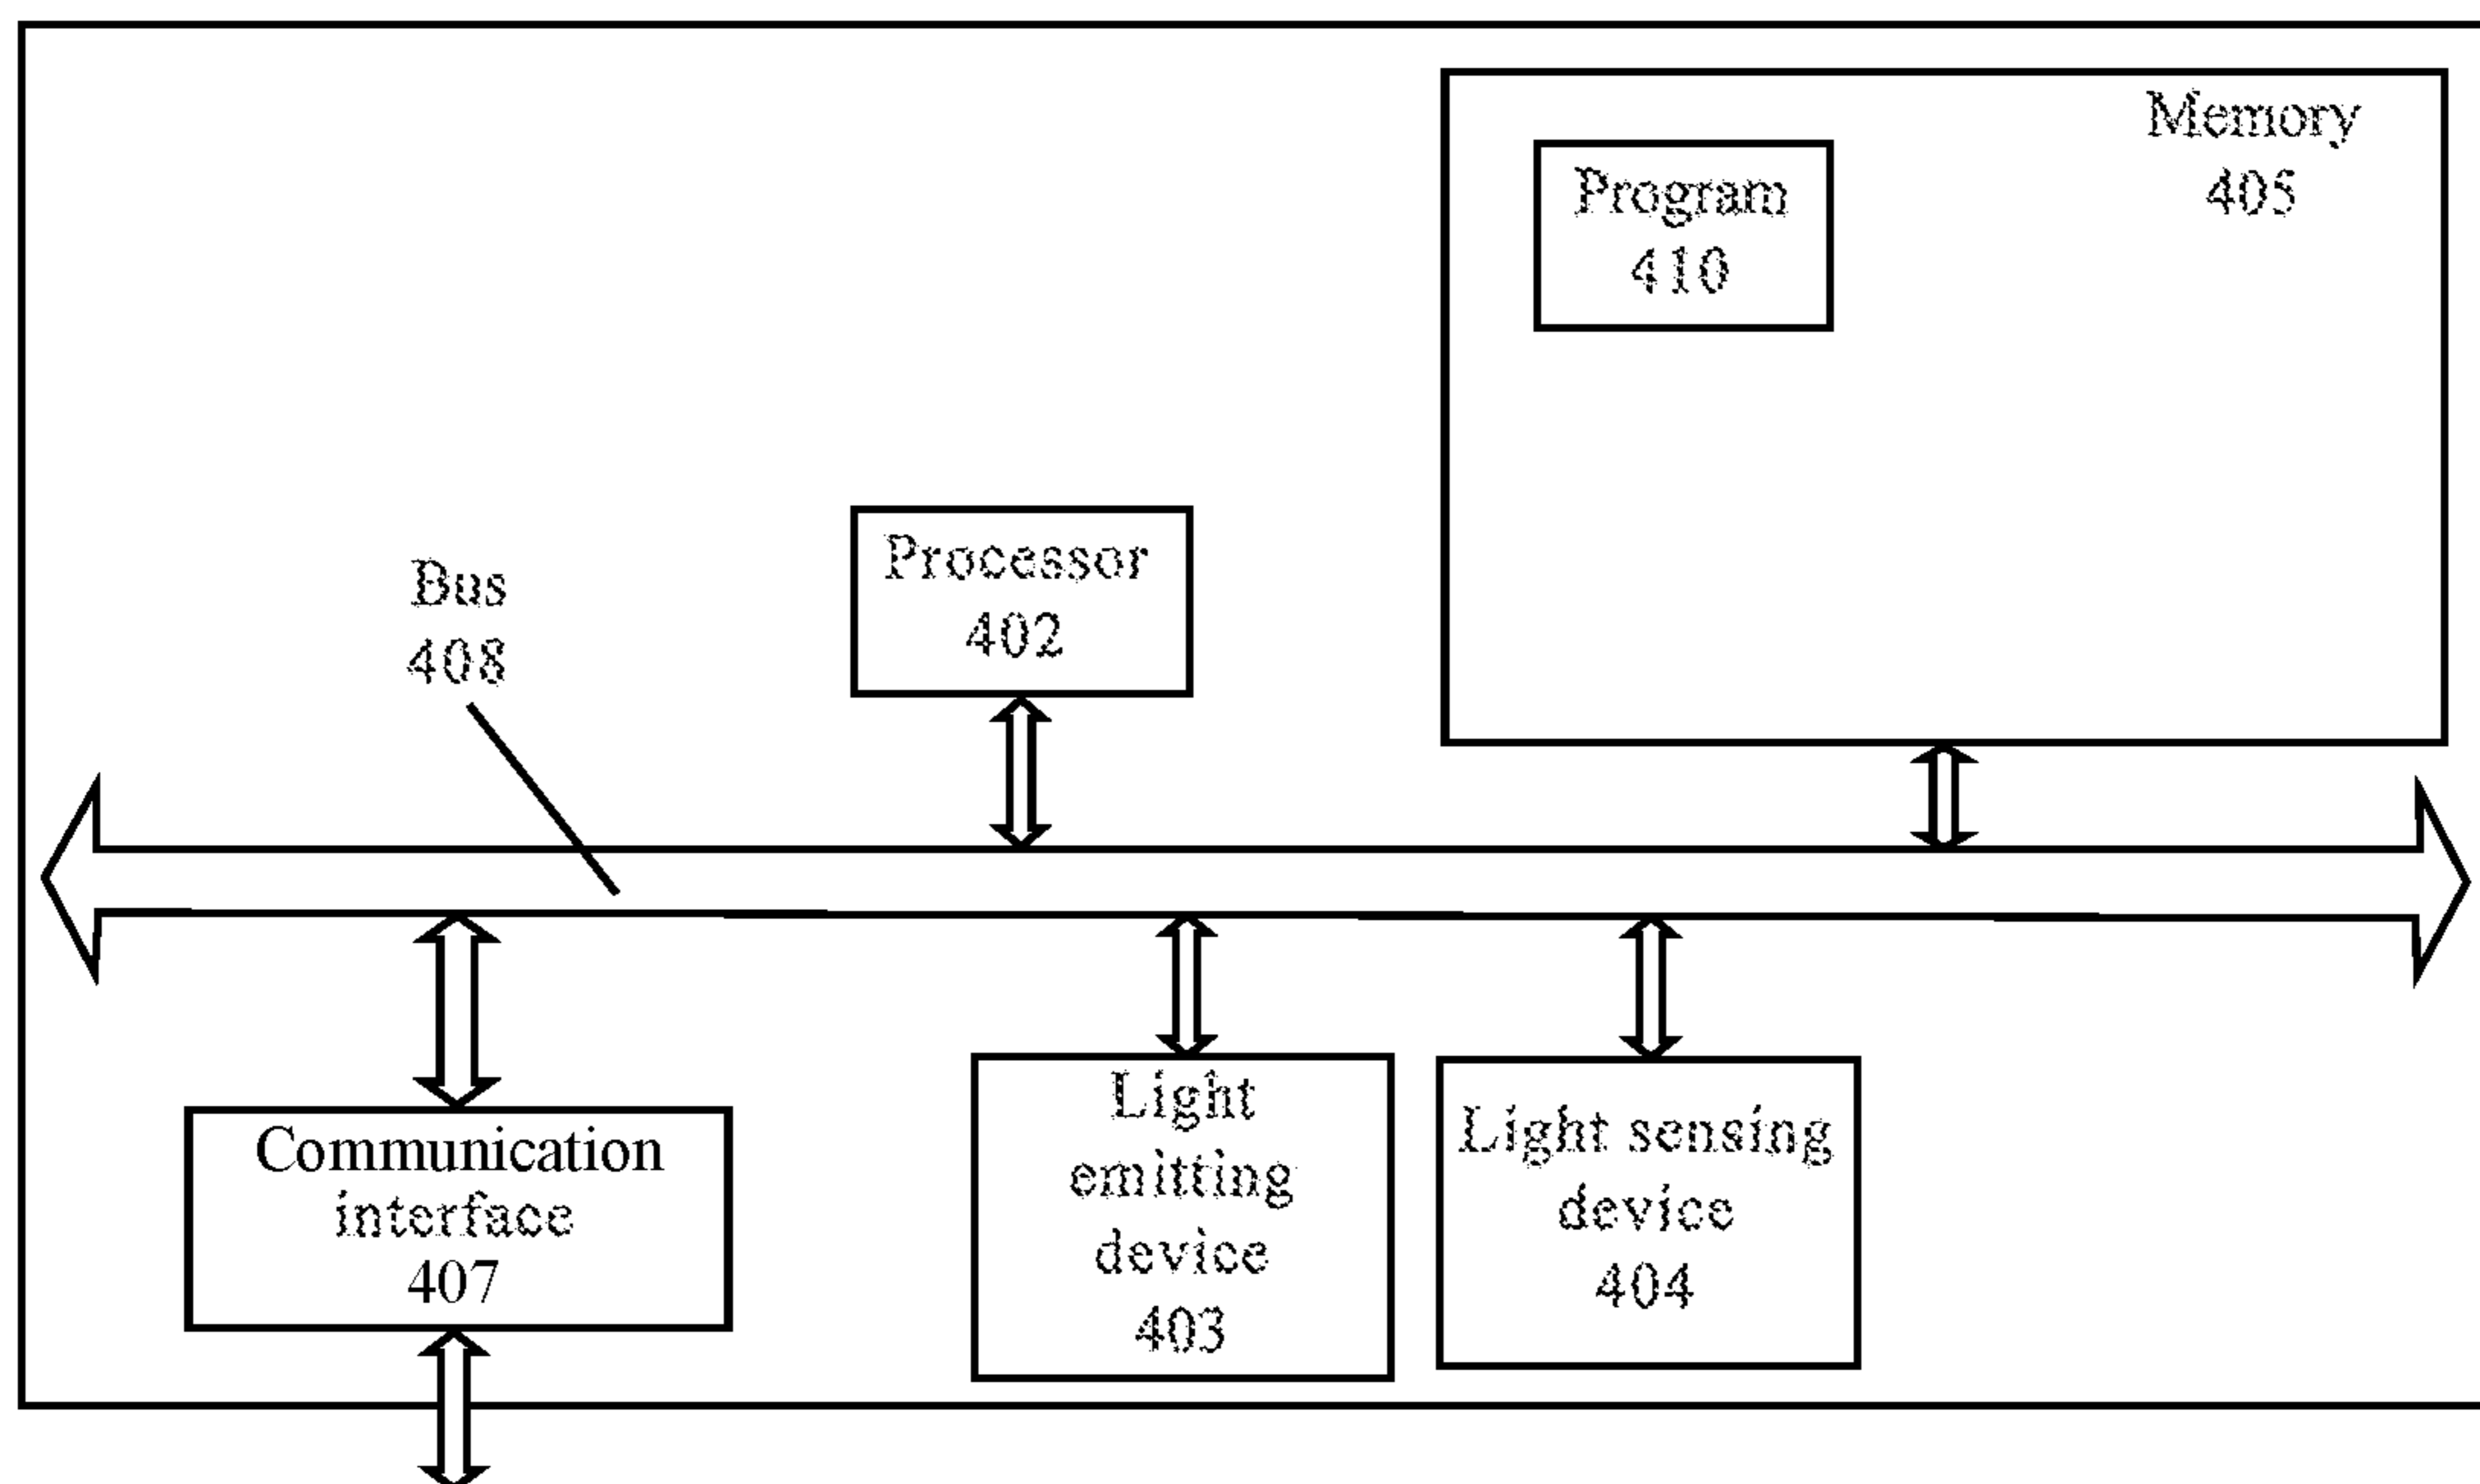 Memory
405
Program
410
Processor
402
Bus
408
Communication
interface
407
Light
emitting
device
403
Light sensing
device
404